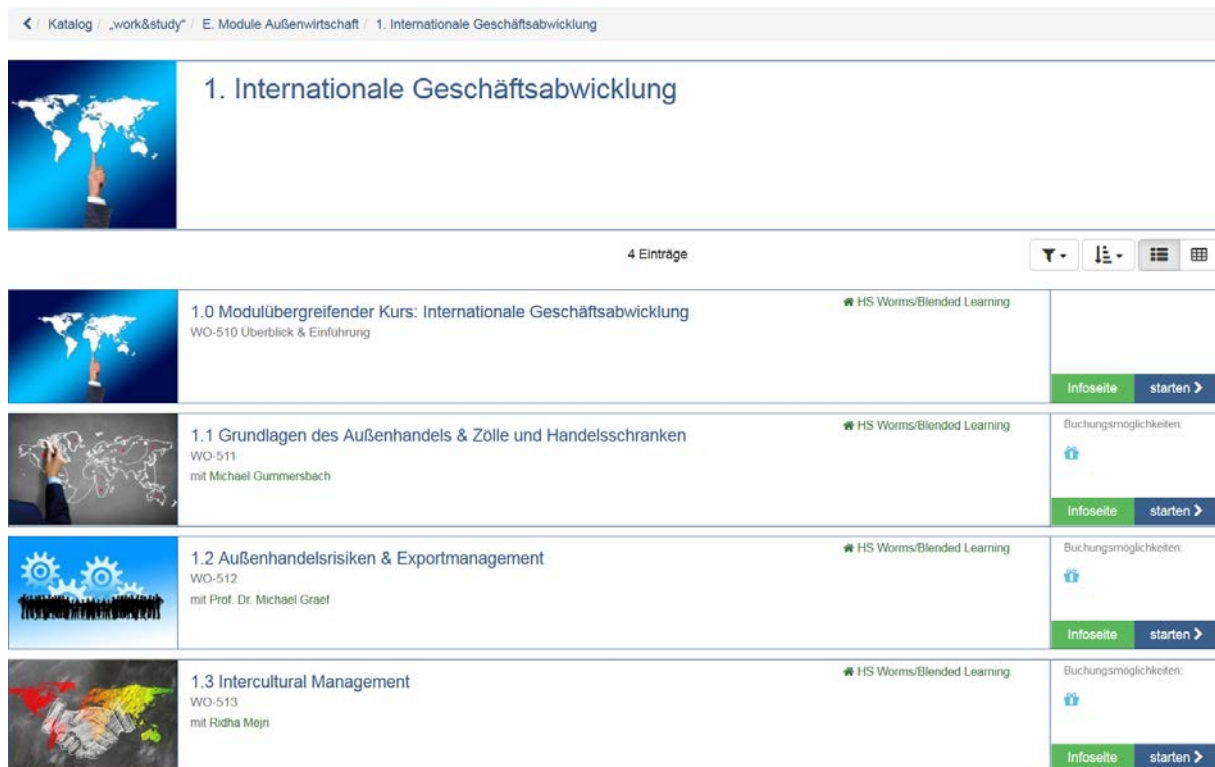 Katalog / „work&study“ / E. Module Außenwirtschaft / 1. Internationale Geschäftsabwicklung
1. Internationale Geschäftsabwicklung
4 Einträge
1.0 Modulübergreifender Kurs: Internationale Geschäftsabwicklung
HS Worms/Blended Learning
WO-510 Überblick & Einführung
Infoseite starten
1.1 Grundlagen des Außenhandels & Zölle und Handelsschranken
HS Worms/Blended Learning
Buchungsmöglichkeiten:
WO-511
mit Michael Gummersbach
Infoseite starten
1.2 Außenhandelsrisiken & Exportmanagement
HS Worms/Blended Learning
Buchungsmöglichkeiten:
WO-512
mit Prof. Dr. Michael Graef
Infoseite starten
1.3 Intercultural Management
HS Worms/Blended Learning
Buchungsmöglichkeiten:
WO-513
mit Ridha Mejri
Infoseite starten